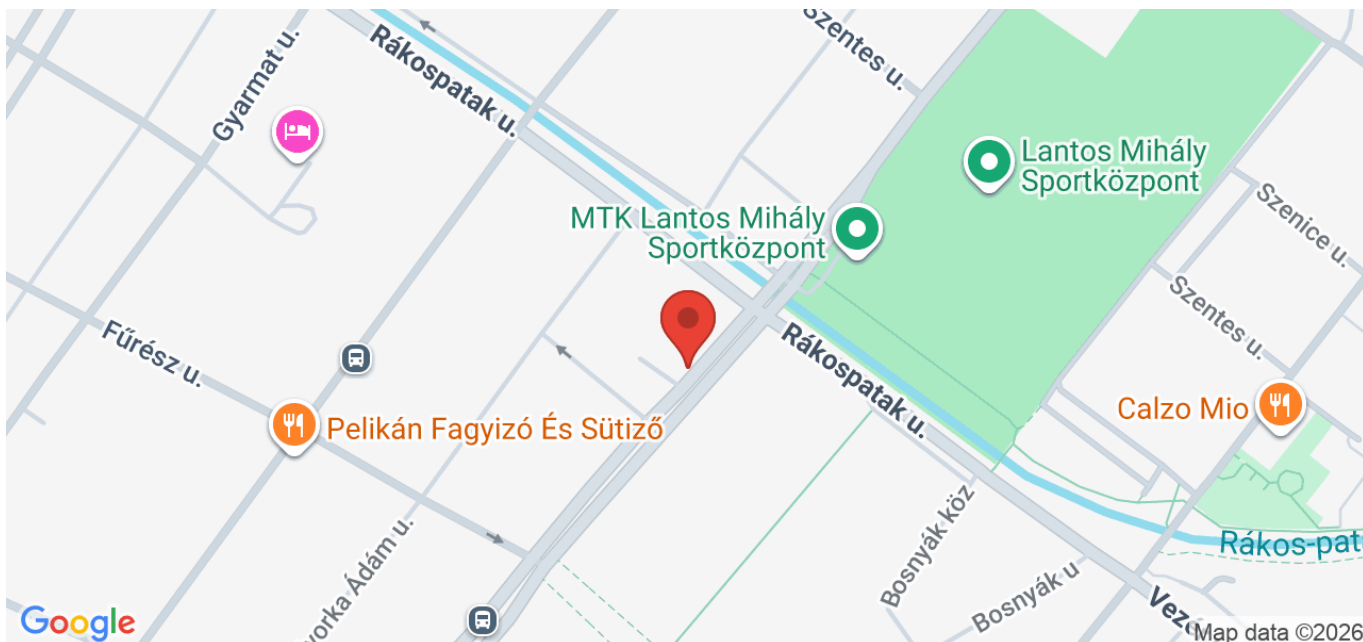 Szentes u.
Rákospatak u.
Gyarmat u.
Lantos Mihály
Sportközpont
MTK Lantos Mihály
Sportközpont
Szenice u.
Szentes u.
Fűrész u.
Rákospatak u.
Calzo Mio
Pelikán Fagyizó És Sütiző
Bosnyák köz
Rákos-pat
Bosnyák u
Vez
yorka Ádám u.
Google
Map data ©2026